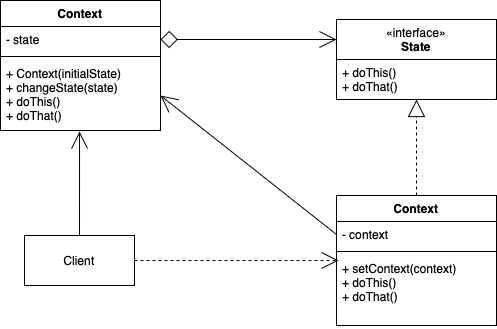 Context
- state
+ Context(initialState)
+ changeState(state)
+ doThis()
+ doThat()
«interface»
State
+ doThis()
+ doThat()
Client
Context
- context
+ setContext(context)
+ doThis()
+ doThat()